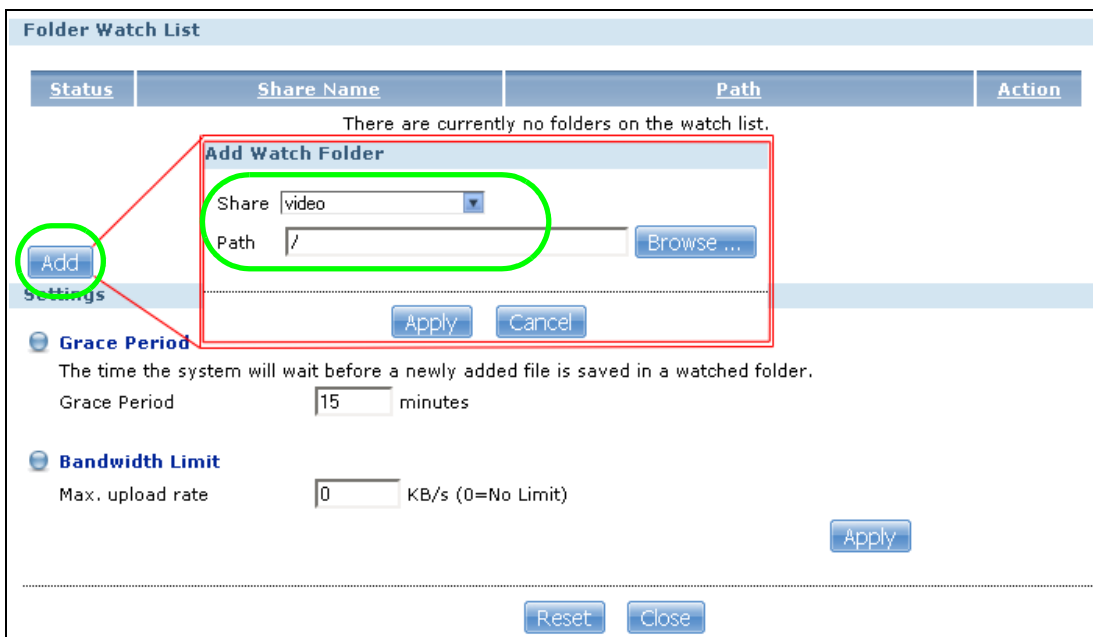 Folder Watch List
Status Share Name Path Action
There are currently no folders on the watch list.
Add Watch Folder
Share video
Path / Browse ...
Apply Cancel
Add
Settings
Grace Period
The time the system will wait before a newly added file is saved in a watched folder.
Grace Period 15 minutes
Bandwidth Limit
Max. upload rate 0 KB/s (0=No Limit)
Apply
Reset Close